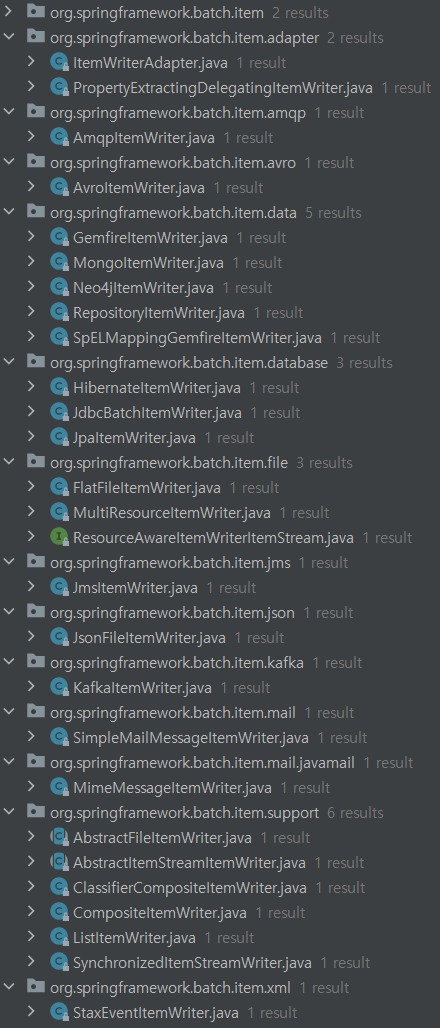 org.springframework.batch.item 2 results
org.springframework.batch.item.adapter 2 results
ItemWriterAdapter.java 1 result
PropertyExtractingDelegatingItemWriter.java 1 result
org.springframework.batch.item.amqp 1 result
AmqpItemWriter.java 1 result
org.springframework.batch.item.avro 1 result
AvroItemWriter.java 1 result
org.springframework.batch.item.data 5 results
GemfireItemWriter.java 1 result
MongoItemWriter.java 1 result
Neo4jItemWriter.java 1 result
RepositoryItemWriter.java 1 result
SpELMappingGemfireItemWriter.java 1 result
org.springframework.batch.item.database 3 results
HibernateItemWriter.java 1 result
JdbcBatchItemWriter.java 1 result
JpaItemWriter.java 1 result
org.springframework.batch.item.file 3 results
FlatFileItemWriter.java 1 result
MultiResourceItemWriter.java 1 result
ResourceAwareItemWriterItemStream.java 1 result
org.springframework.batch.item.jms 1 result
JmsItemWriter.java 1 result
org.springframework.batch.item.json 1 result
JsonFileItemWriter.java 1 result
org.springframework.batch.item.kafka 1 result
KafkaItemWriter.java 1 result
org.springframework.batch.item.mail 1 result
SimpleMailMessageItemWriter.java 1 result
org.springframework.batch.item.mail.javamail 1 result
MimeMessageItemWriter.java 1 result
org.springframework.batch.item.support 6 results
AbstractFileItemWriter.java 1 result
AbstractItemStreamItemWriter.java 1 result
ClassifierCompositeItemWriter.java 1 result
CompositeItemWriter.java 1 result
ListItemWriter.java 1 result
SynchronizedItemStreamWriter.java 1 result
org.springframework.batch.item.xml 1 result
StaxEventItemWriter.java 1 result